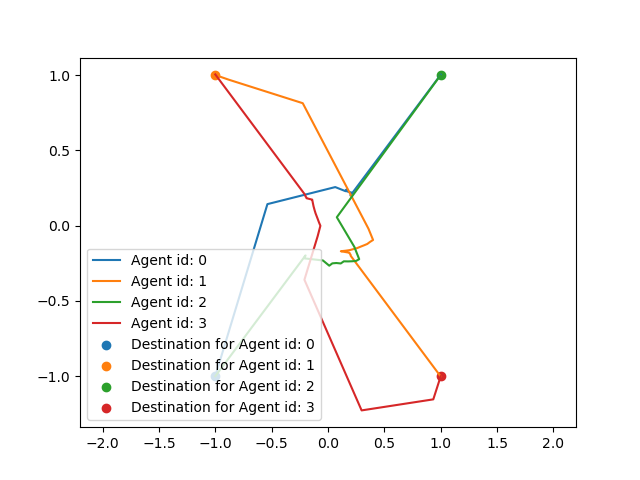 1.0
0.5
0.0
−0.5
−1.0
Agent id: 0
Agent id: 1
Agent id: 2
Agent id: 3
Destination for Agent id: 0
Destination for Agent id: 1
Destination for Agent id: 2
Destination for Agent id: 3
−2.0 −1.5 −1.0 −0.5 0.0 0.5 1.0 1.5 2.0